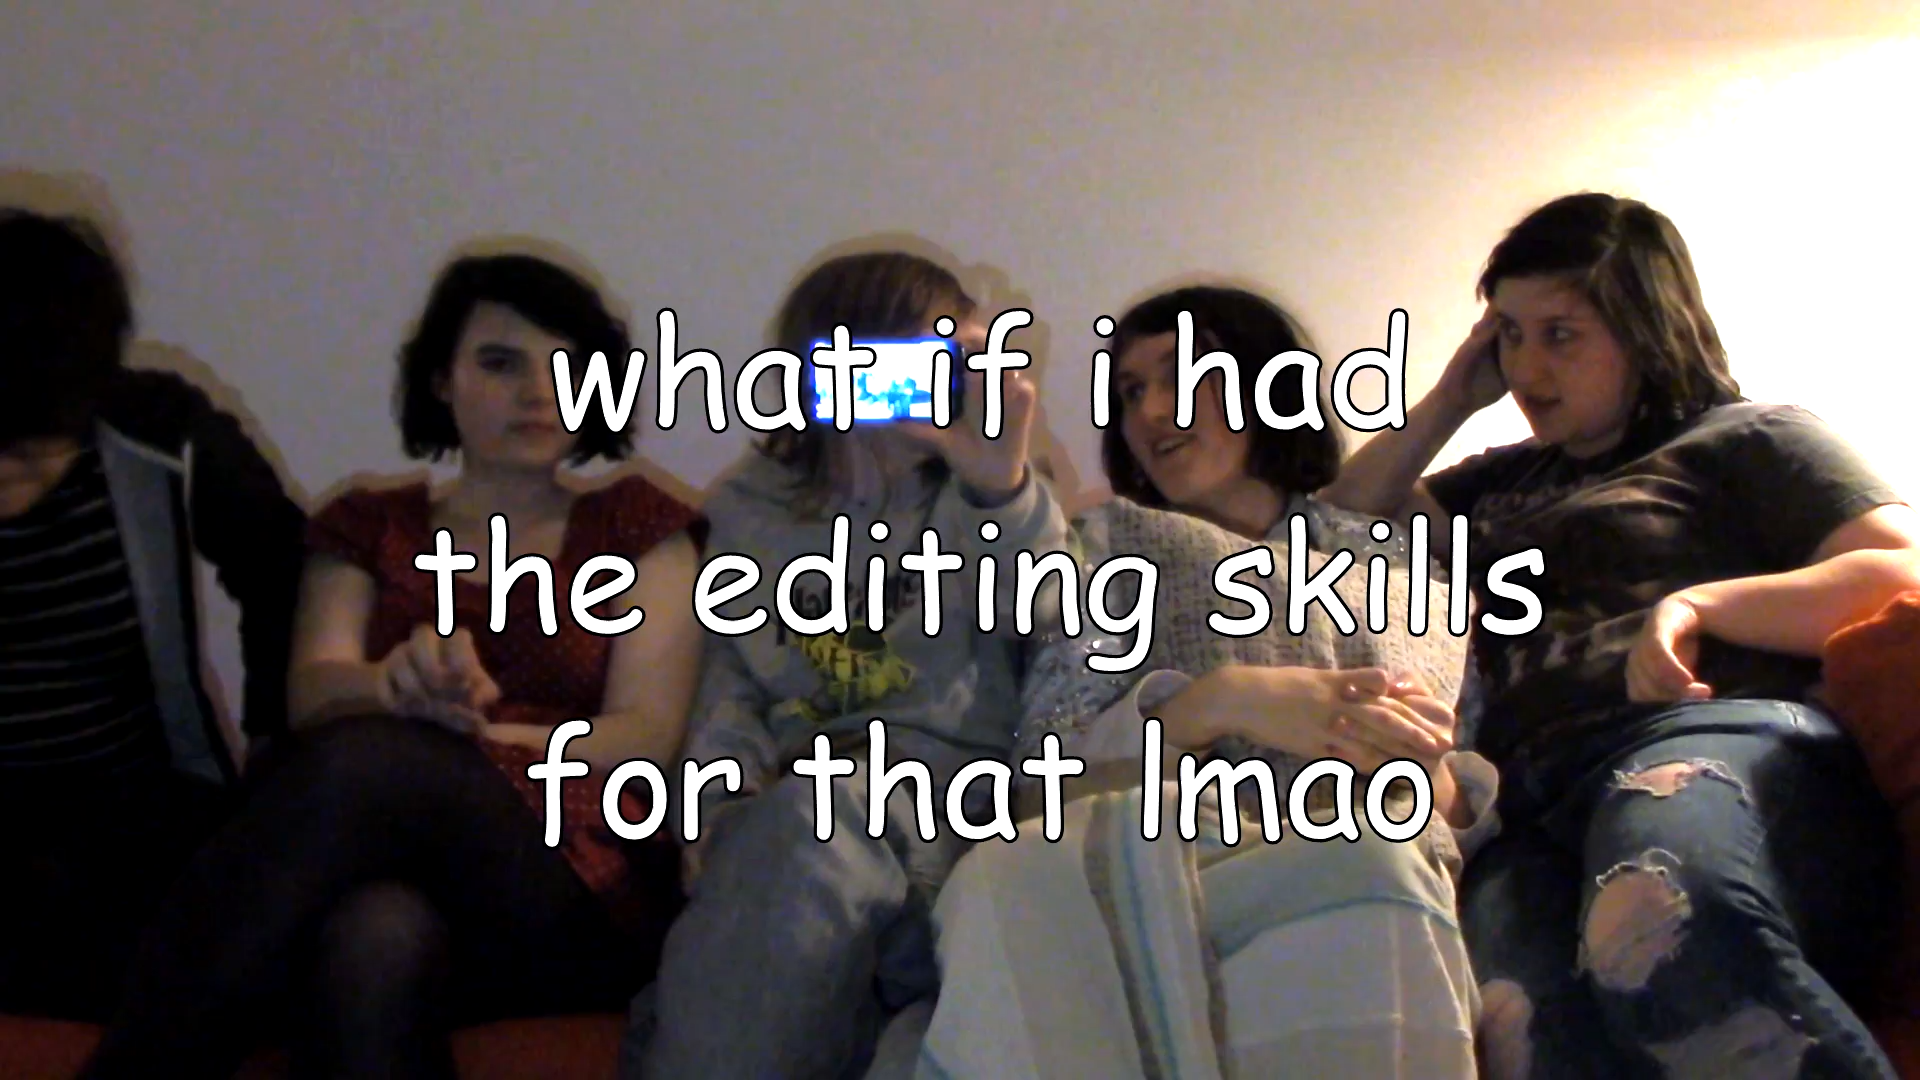 what if i had
the editing skills
for that lmao